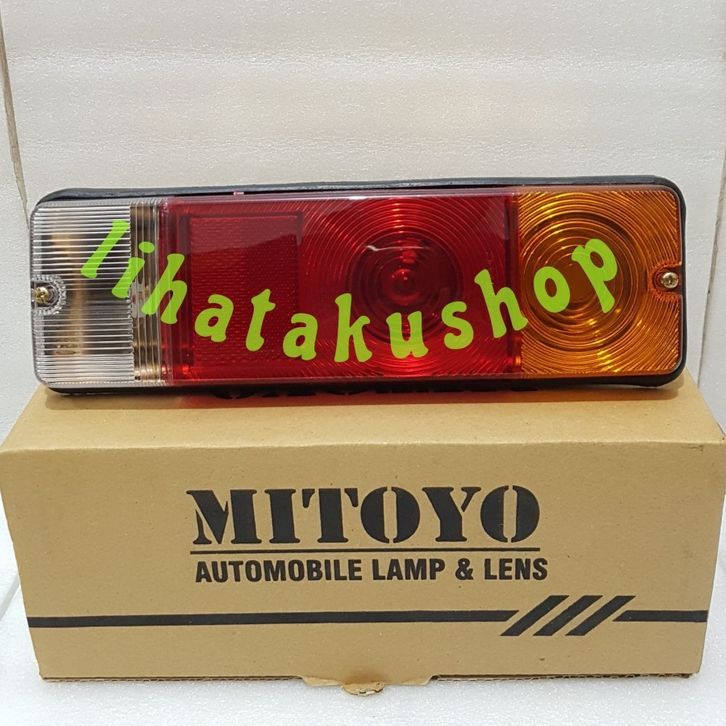 lihatakushop
MITOYO
AUTOMOBILE LAMP & LENS